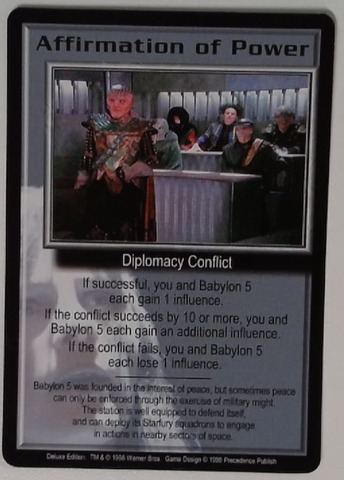 Affirmation of Power
Diplomacy Conflict
If successful, you and Babylon 5
each gain 1 influence.
If the conflict succeeds by 10 or more, you and
Babylon 5 each gain an additional influence.
If the conflict fails, you and Babylon 5
each lose 1 influence.
Babylon 5 was founded in the interest of peace, but sometimes peace
can only be enforced through the exercise of military might.
The station is well equipped to defend itself,
and can deploy its Starfury squadrons to engage
in actions in nearby sectors of space.
Deluxe Edition. TM & © 1998 Warner Bros. Game Design © 1998 Precedence Publish